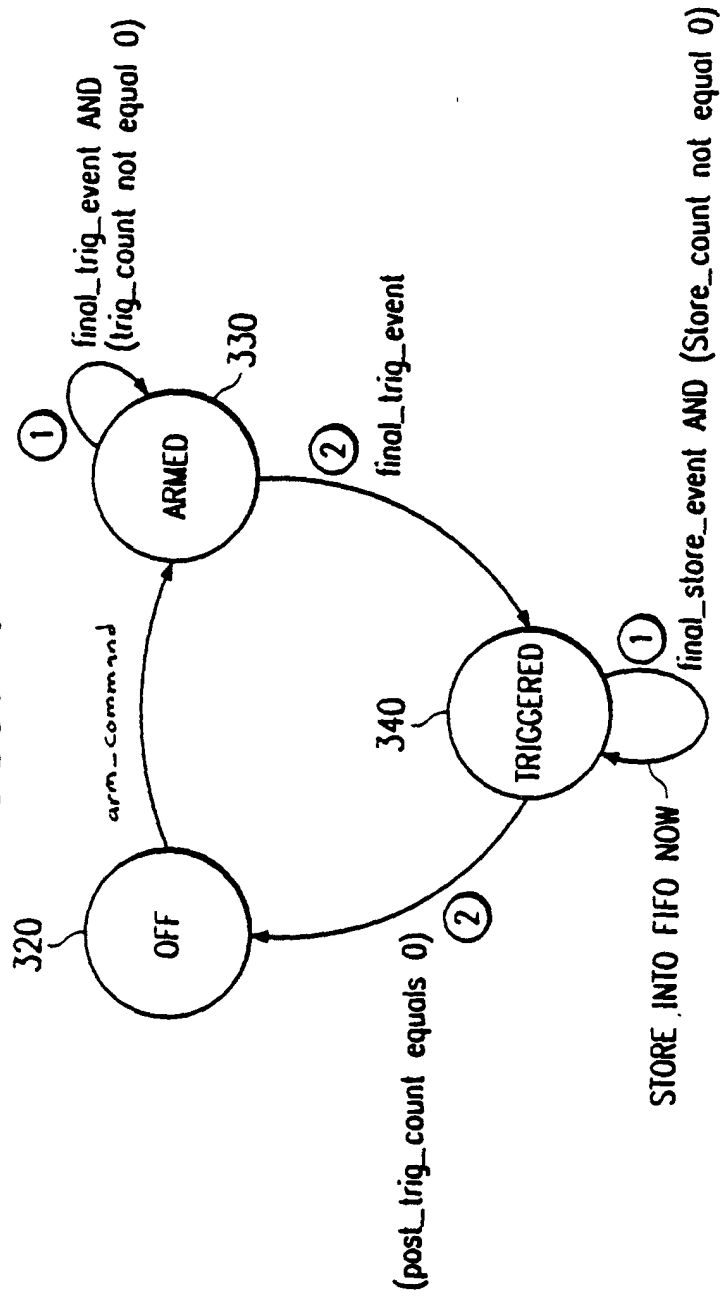 320
OFF
arm_command
1
final_trig_event AND
(trig_count not equal 0)
ARMED
330
2
final_trig_event
340
TRIGGERED
(post_trig_count equals 0)
2
1
STORE INTO FIFO NOW
final_store_event AND (Store_count not equal 0)